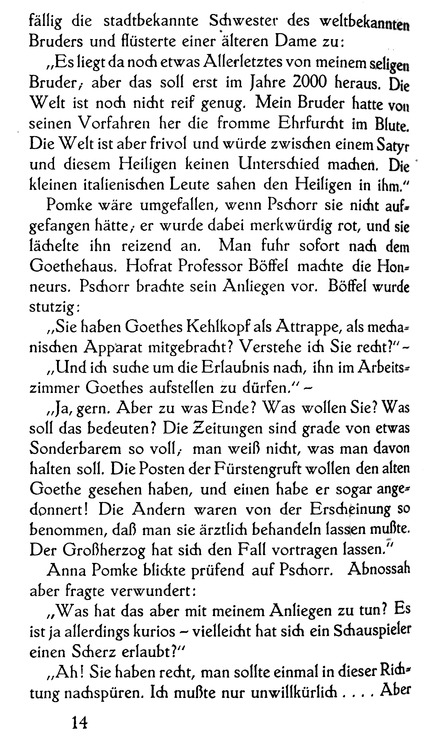 fällig die stadtbekannte Schwester des weltbekannten
Bruders und flüsterte einer älteren Dame zu:
„Es liegt da noch etwas Allerletztes von meinem seligen
Bruder, aber das soll erst im Jahre 2000 heraus. Die
Welt ist noch nicht reif genug. Mein Bruder hatte von
seinen Vorfahren her die fromme Ehrfurcht im Blute.
Die Welt ist aber frivol und würde zwischen einem Satyr
und diesem Heiligen keinen Unterschied machen. Die
kleinen italienischen Leute sahen den Heiligen in ihm.“
Pomke wäre umgefallen, wenn Pschorr sie nicht auf-
gefangen hätte, er wurde dabei merkwürdig rot, und sie
lächelte ihn reizend an. Man fuhr sofort nach dem
Goethehaus. Hofrat Professor Böffel machte die Hon-
neurs. Pschorr brachte sein Anliegen vor. Böffel wurde
stutzig:
„Sie haben Goethes Kehlkopf als Attrappe, als mecha-
nischen Apparat mitgebracht? Verstehe ich Sie recht?“ –
„Und ich suche um die Erlaubnis nach, ihn im Arbeits-
zimmer Goethes aufstellen zu dürfen.“ –
„Ja, gern. Aber zu was Ende? Was wollen Sie? Was
soll das bedeuten? Die Zeitungen sind grade von etwas
Sonderbarem so voll, man weiß nicht, was man davon
halten soll. Die Posten der Fürstengruft wollen den alten
Goethe gesehen haben, und einen habe er sogar ange-
donnert! Die Andern waren von der Erscheinung so
benommen, daß man sie ärztlich behandeln lassen mußte.
Der Großherzog hat sich den Fall vortragen lassen.“
Anna Pomke blickte prüfend auf Pschorr. Abnossah
aber fragte verwundert:
„Was hat das aber mit meinem Anliegen zu tun? Es
ist ja allerdings kurios – vielleicht hat sich ein Schauspieler
einen Scherz erlaubt?“
„Ah! Sie haben recht, man sollte einmal in dieser Rich-
tung nachspüren. Ich mußte nur unwillkürlich . . . . Aber
14